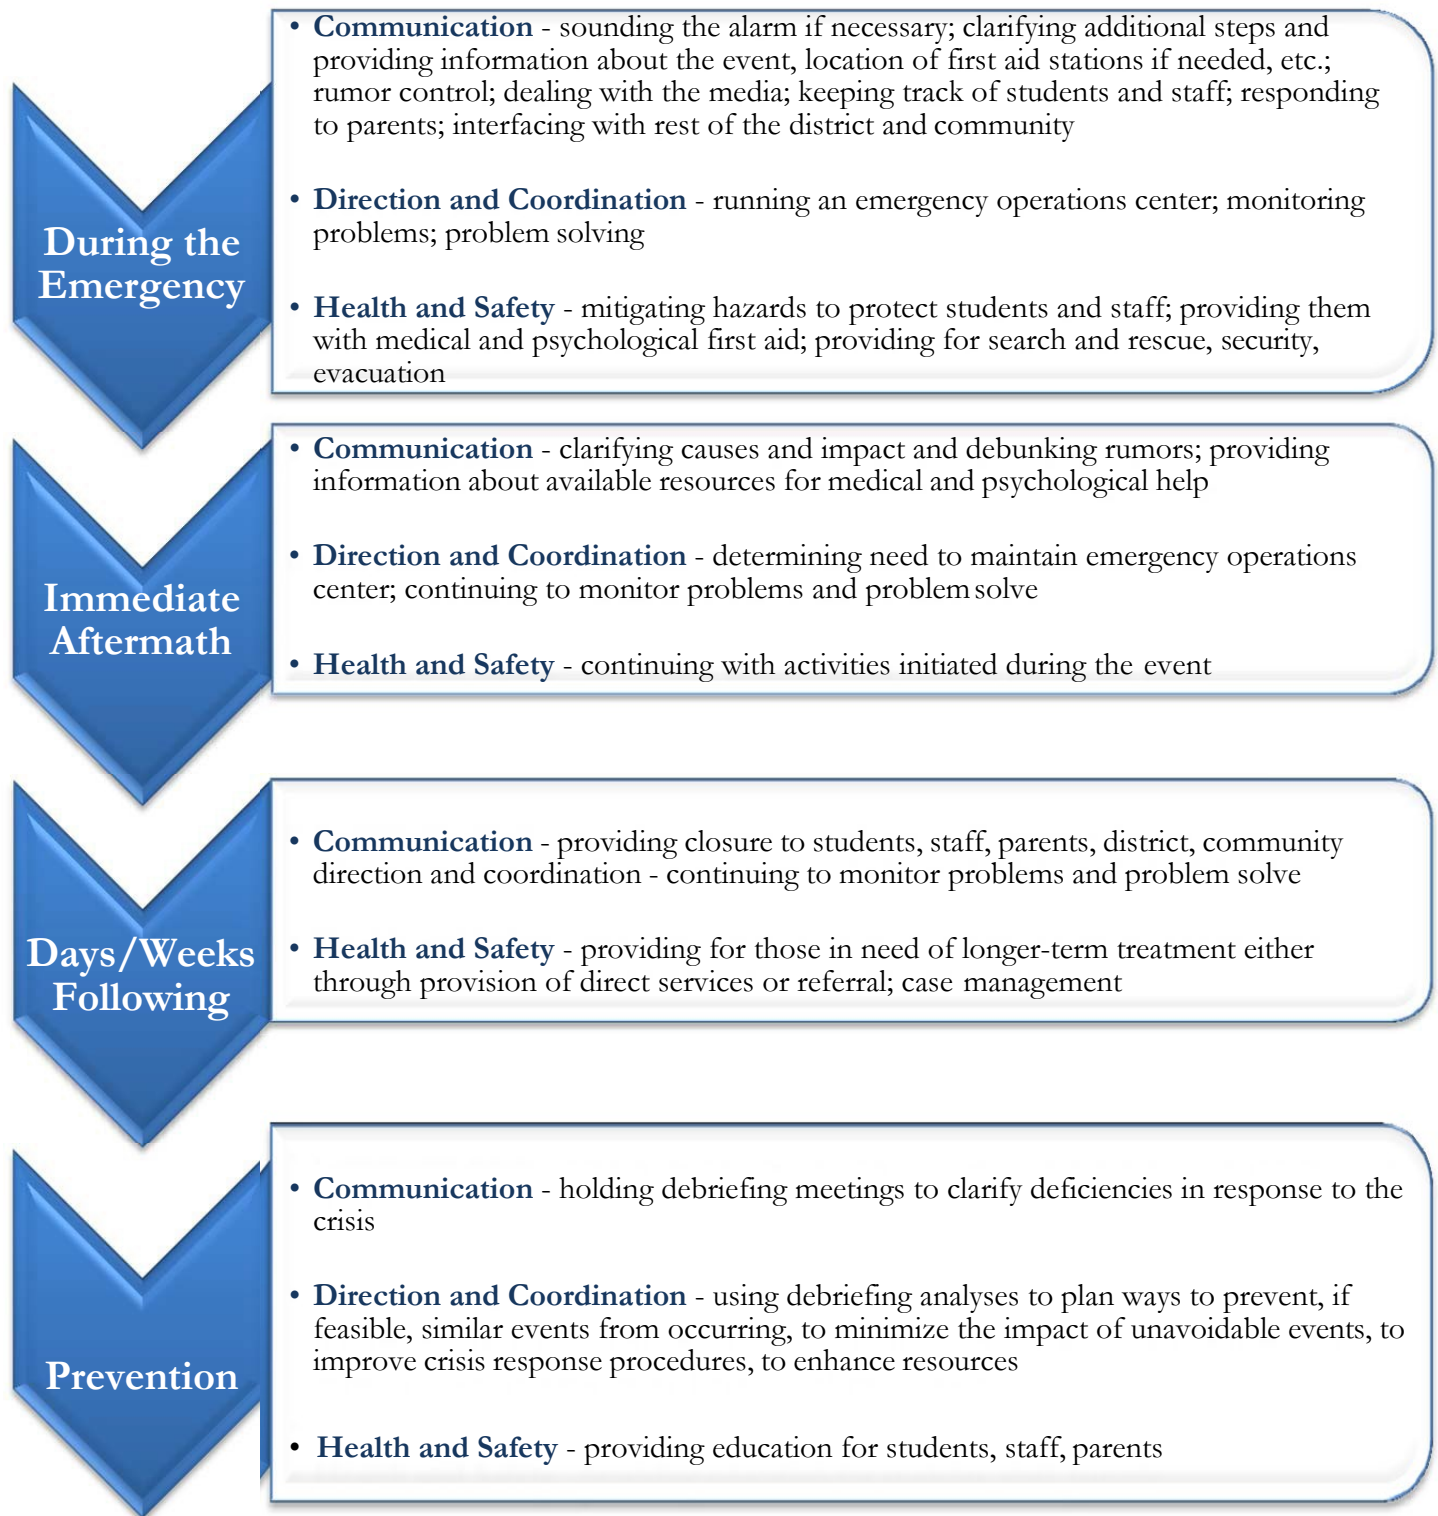 • Communication - sounding the alarm if necessary; clarifying additional steps and
providing information about the event, location of first aid stations if needed, etc.;
rumor control; dealing with the media; keeping track of students and staff; responding
to parents; interfacing with rest of the district and community
• Direction and Coordination - running an emergency operations center; monitoring
problems; problem solving
During the
Emergency
• Health and Safety - mitigating hazards to protect students and staff; providing them
with medical and psychological first aid; providing for search and rescue, security,
evacuation
• Communication - clarifying causes and impact and debunking rumors; providing
information about available resources for medical and psychological help
• Direction and Coordination - determining need to maintain emergency operations
center; continuing to monitor problems and problem solve
Immediate
Aftermath
• Health and Safety - continuing with activities initiated during the event
• Communication - providing closure to students, staff, parents, district, community
direction and coordination - continuing to monitor problems and problem solve
Days/Weeks
Following
• Health and Safety - providing for those in need of longer-term treatment either
through provision of direct services or referral; case management
• Communication - holding debriefing meetings to clarify deficiencies in response to the
crisis
• Direction and Coordination - using debriefing analyses to plan ways to prevent, if
feasible, similar events from occurring, to minimize the impact of unavoidable events, to
improve crisis response procedures, to enhance resources
Prevention
• Health and Safety - providing education for students, staff, parents